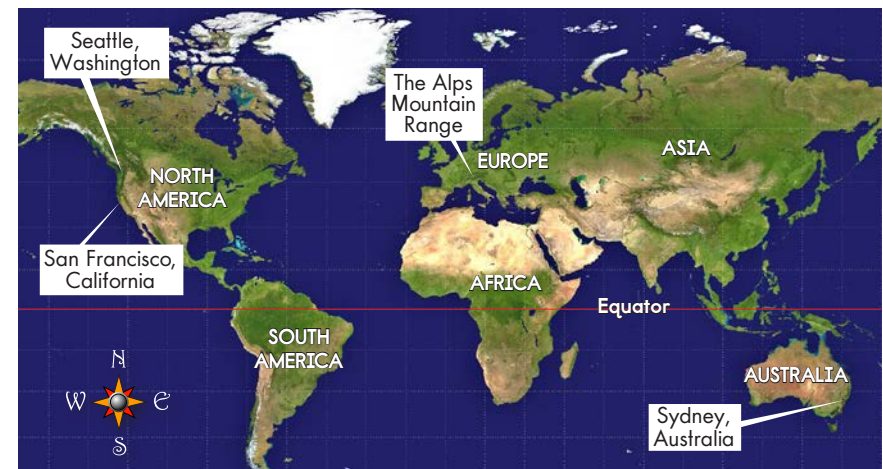 Seattle,
Washington
The Alps
Mountain
Range
NORTH
AMERICA
EUROPE
ASIA
San Francisco,
California
AFRICA
Equator
SOUTH
AMERICA
AUSTRALIA
Sydney,
Australia
N
W E
S